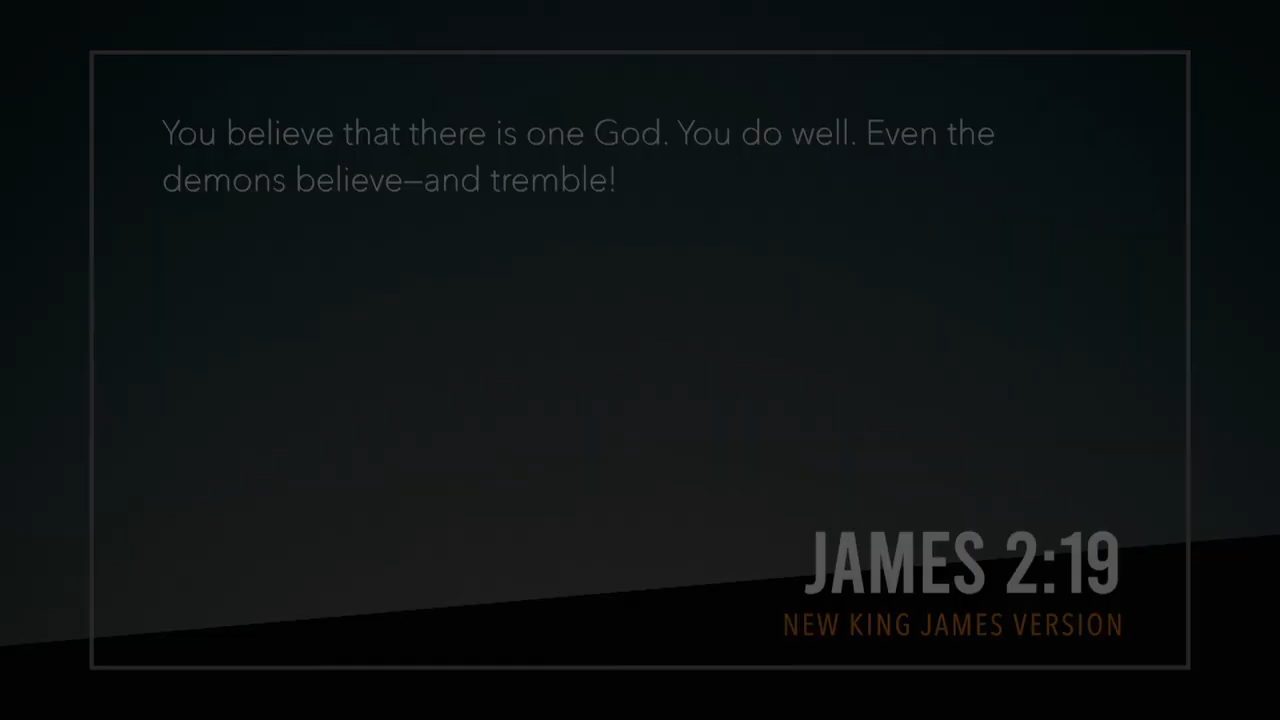 You believe that there is one God. You do well. Even the
demons believe—and tremble!
JAMES 2:19
NEW KING JAMES VERSION